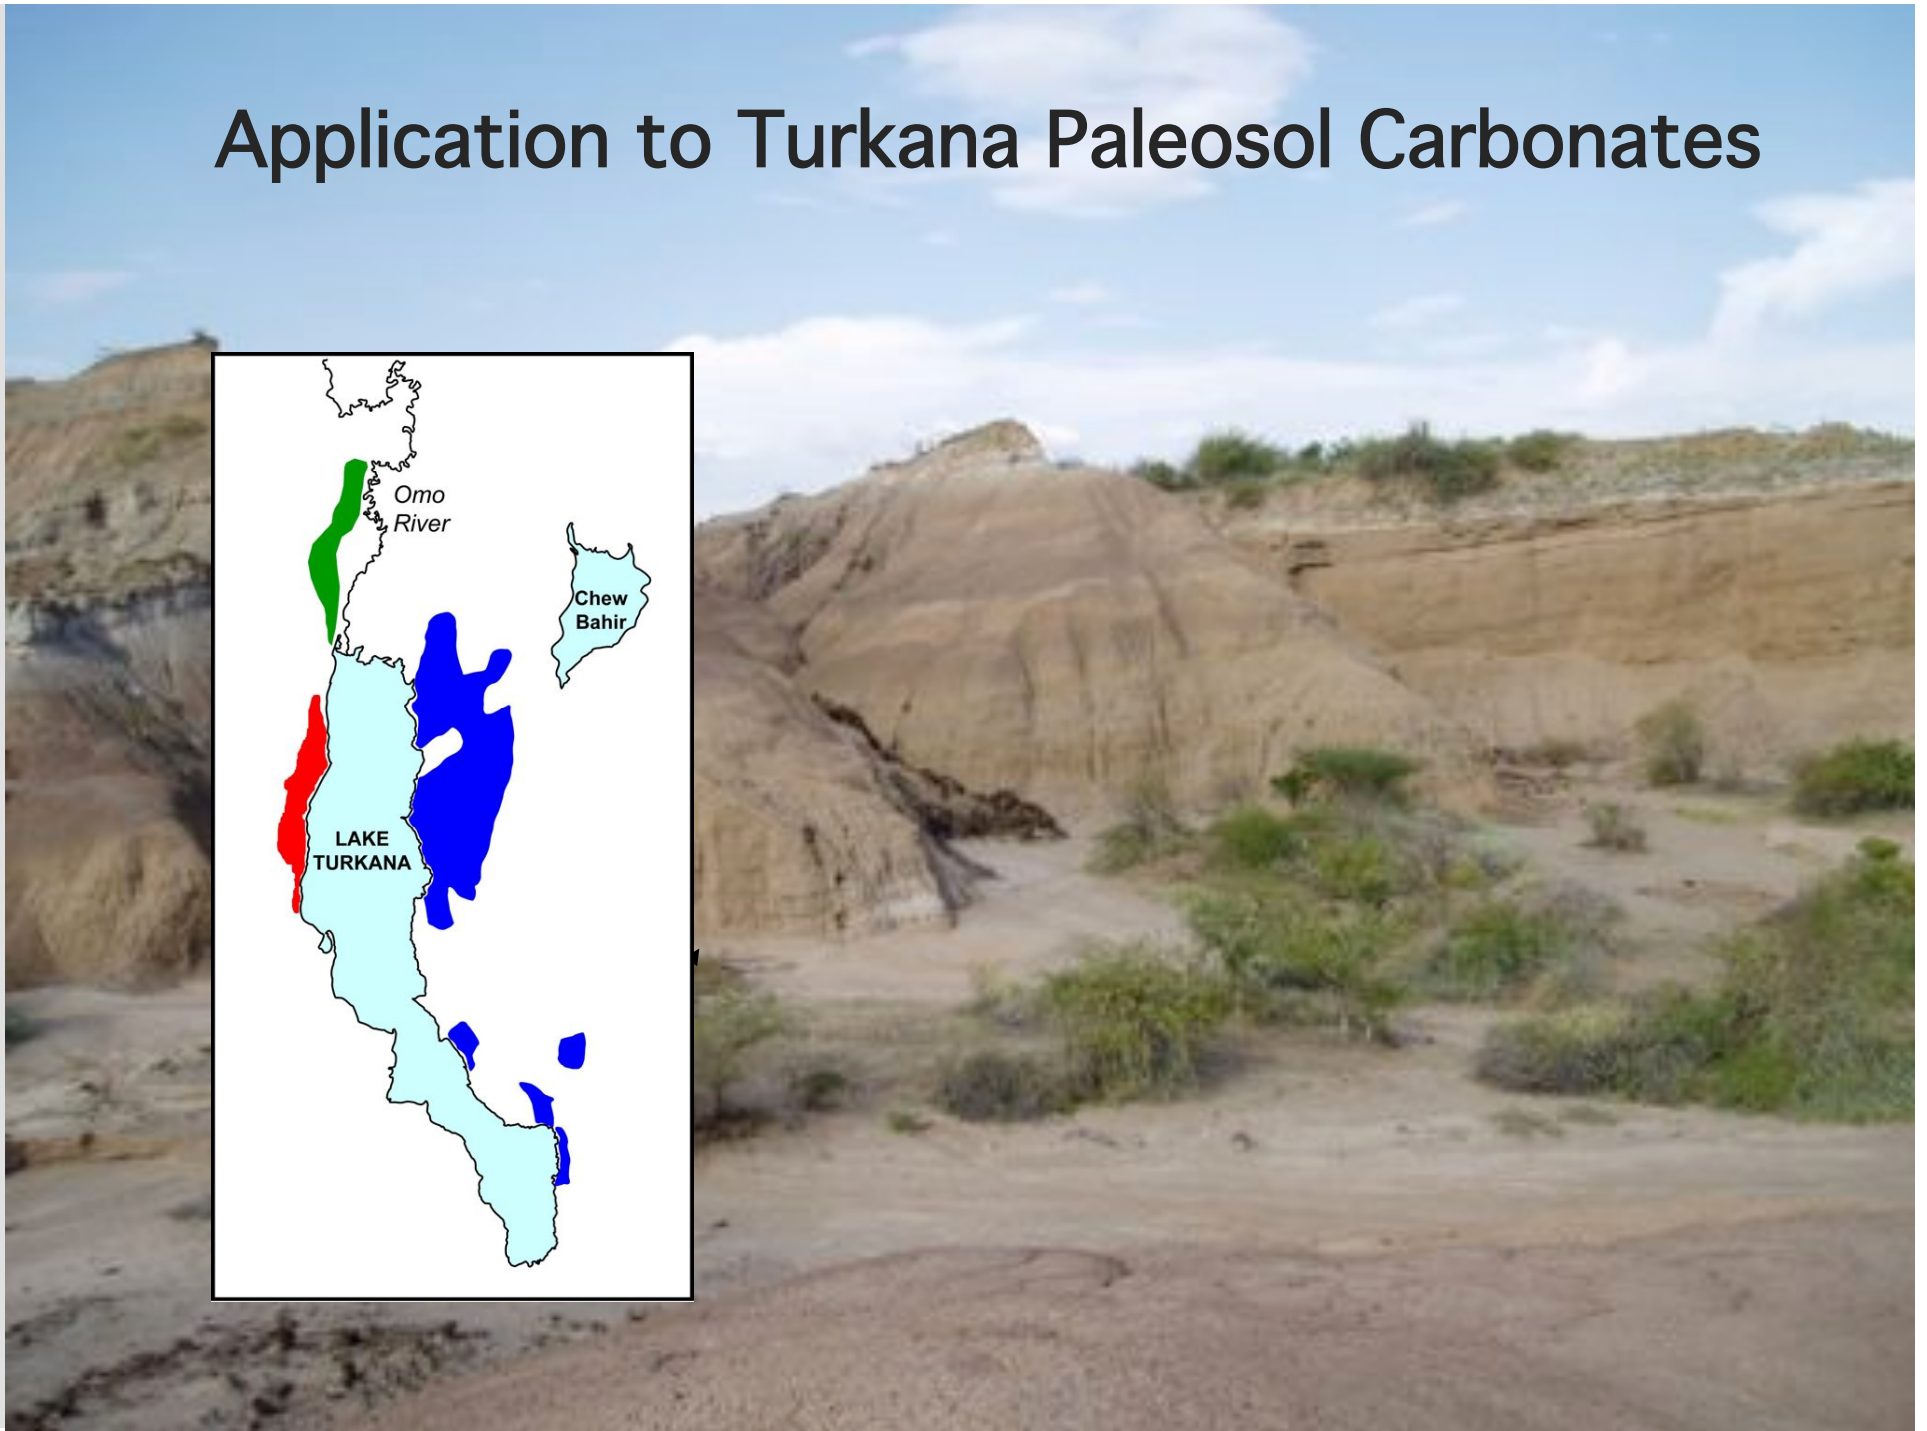 Application to Turkana Paleosol Carbonates
Omo
River
Chew
Bahir
LAKE
TURKANA